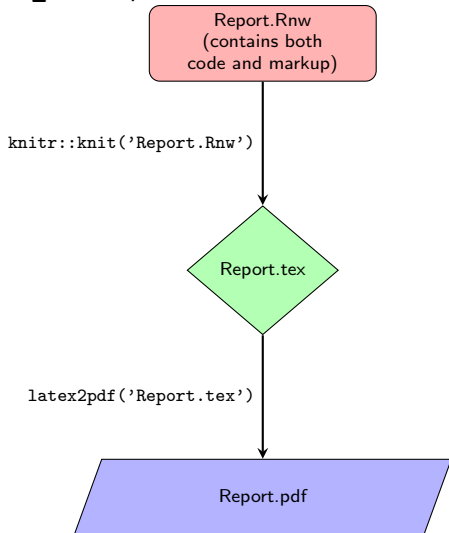 Report.Rnw
(contains both
code and markup)
knitr::knit('Report.Rnw')
Report.tex
latex2pdf('Report.tex')
Report.pdf